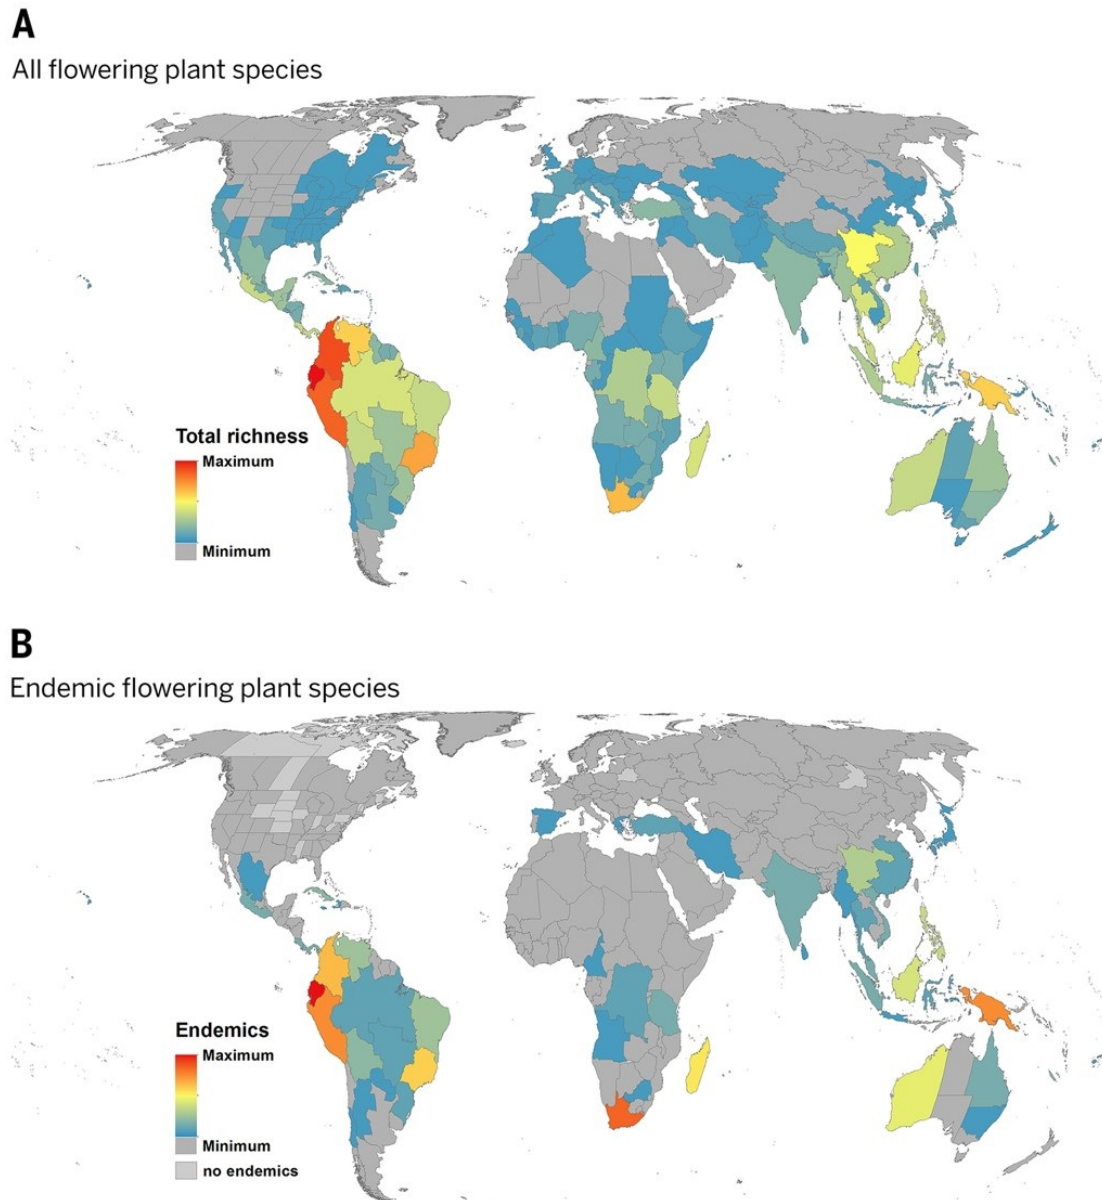 A
All flowering plant species
Total richness
Maximum
Minimum
B
Endemic flowering plant species
Endemics
Maximum
Minimum
no endemics